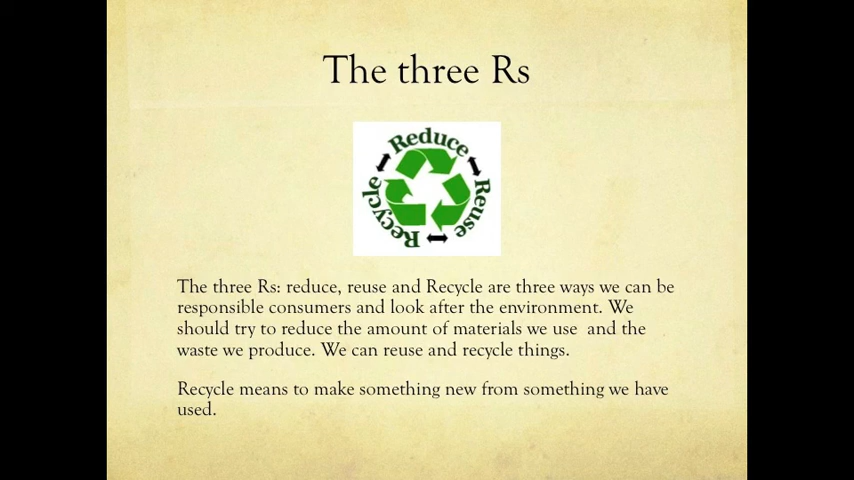 The three Rs
Reduce
Reuse
Recycle
The three Rs: reduce, reuse and Recycle are three ways we can be
responsible consumers and look after the environment. We
should try to reduce the amount of materials we use  and the
waste we produce. We can reuse and recycle things.
Recycle means to make something new from something we have
used.